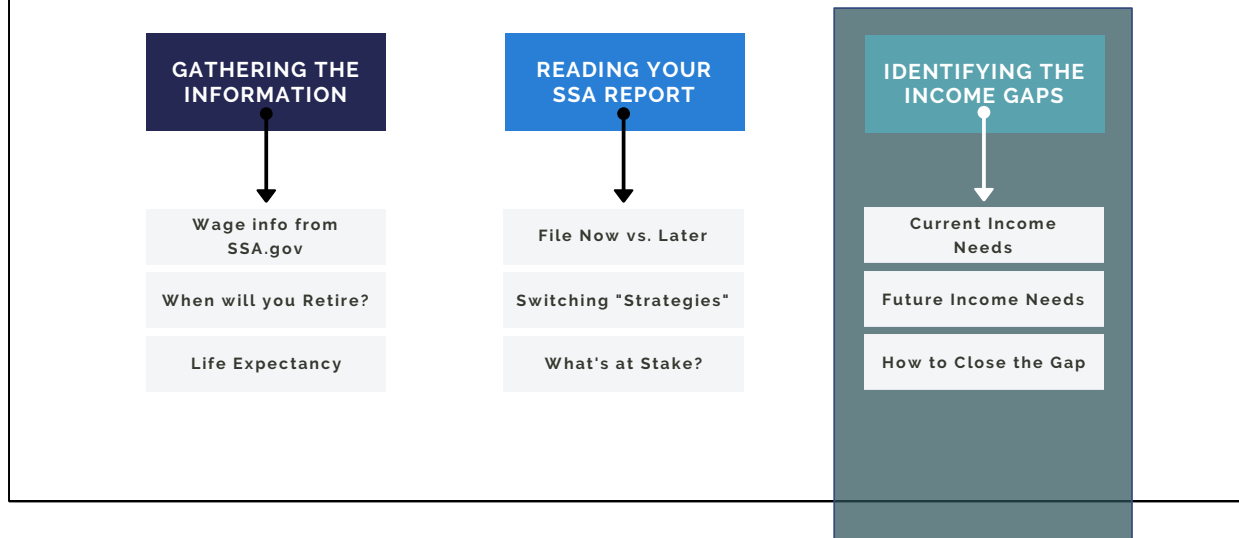 GATHERING THE
INFORMATION
Wage info from
SSA.gov
When will you Retire?
Life Expectancy
READING YOUR
SSA REPORT
File Now vs. Later
Switching "Strategies"
What's at Stake?
IDENTIFYING THE
INCOME GAPS
Current Income
Needs
Future Income Needs
How to Close the Gap